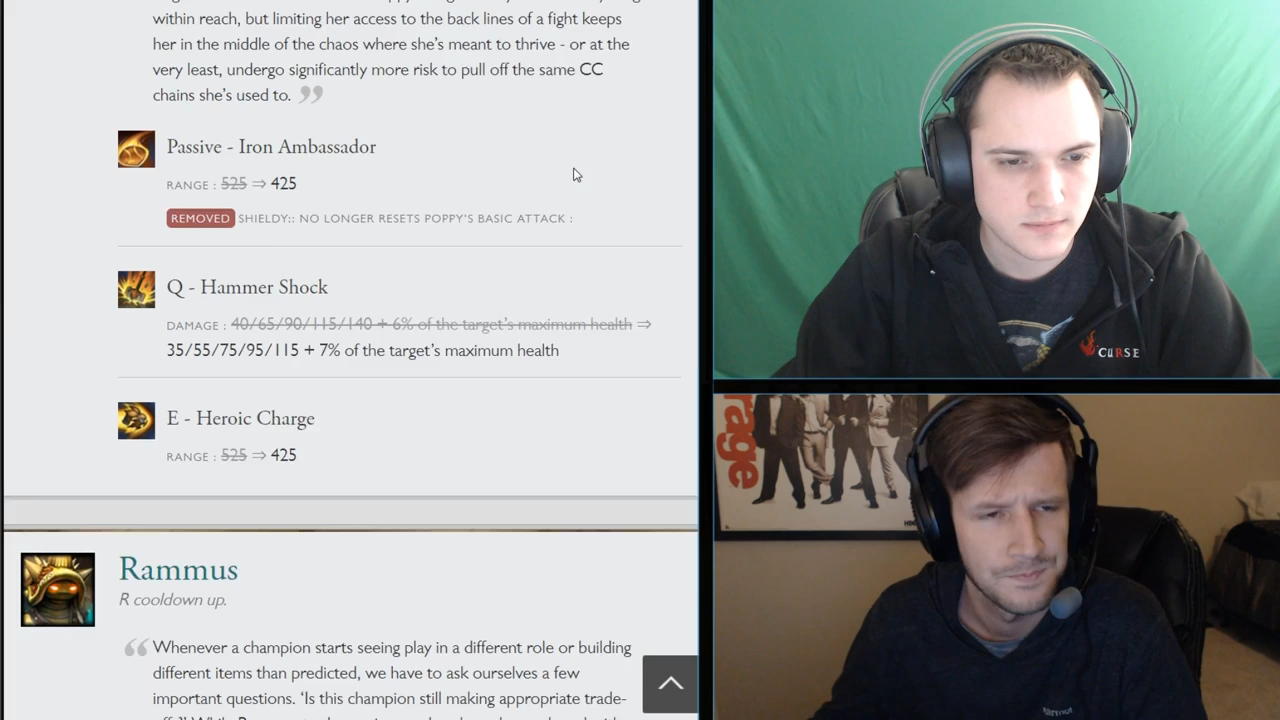 within reach, but limiting her access to the back lines of a fight keeps
her in the middle of the chaos where she's meant to thrive - or at the
very least, undergo significantly more risk to pull off the same CC
chains she's used to. ”
Passive - Iron Ambassador
RANGE : 525 ⇒ 425
REMOVED SHIELDY:: NO LONGER RESETS POPPY'S BASIC ATTACK :
Q - Hammer Shock
DAMAGE : 40/65/90/115/140 + 6% of the target's maximum health ⇒
35/55/75/95/115 + 7% of the target's maximum health
E - Heroic Charge
RANGE : 525 ⇒ 425
Rammus
R cooldown up.
“ Whenever a champion starts seeing play in a different role or building
different items than predicted, we have to ask ourselves a few
important questions. 'Is this champion still making appropriate trade-
CURSE
rage
HBO